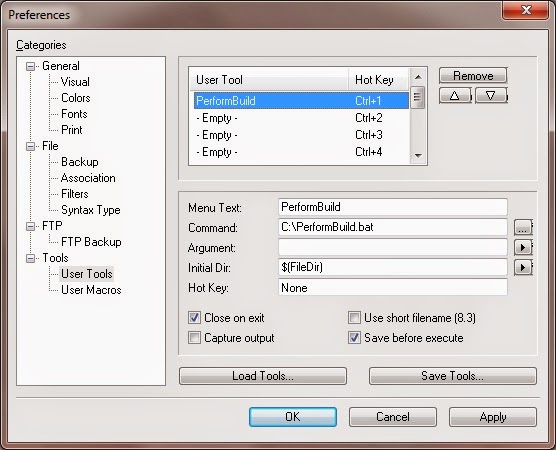 Preferences
Categories
General
Visual
Colors
Fonts
Print
File
Backup
Association
Filters
Syntax Type
FTP
FTP Backup
Tools
User Tools
User Macros
User Tool Hot Key
PerformBuild Ctrl+1
- Empty - Ctrl+2
- Empty - Ctrl+3
- Empty - Ctrl+4
Remove
Menu Text: PerformBuild
Command: C:\PerformBuild.bat ...
Argument:
Initial Dir: $(FileDir)
Hot Key: None
Close on exit Use short filename (8.3)
Capture output Save before execute
Load Tools... Save Tools...
OK Cancel Apply